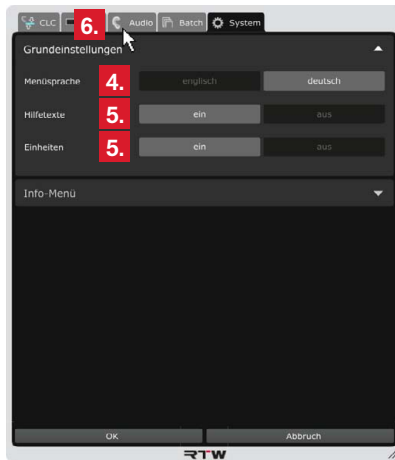 CLC 6. Audio Batch System
Grundeinstellungen
Menüsprache 4. englisch deutsch
Hilfetexte 5. ein aus
Einheiten 5. ein aus
Info-Menü
OK Abbruch
RTW